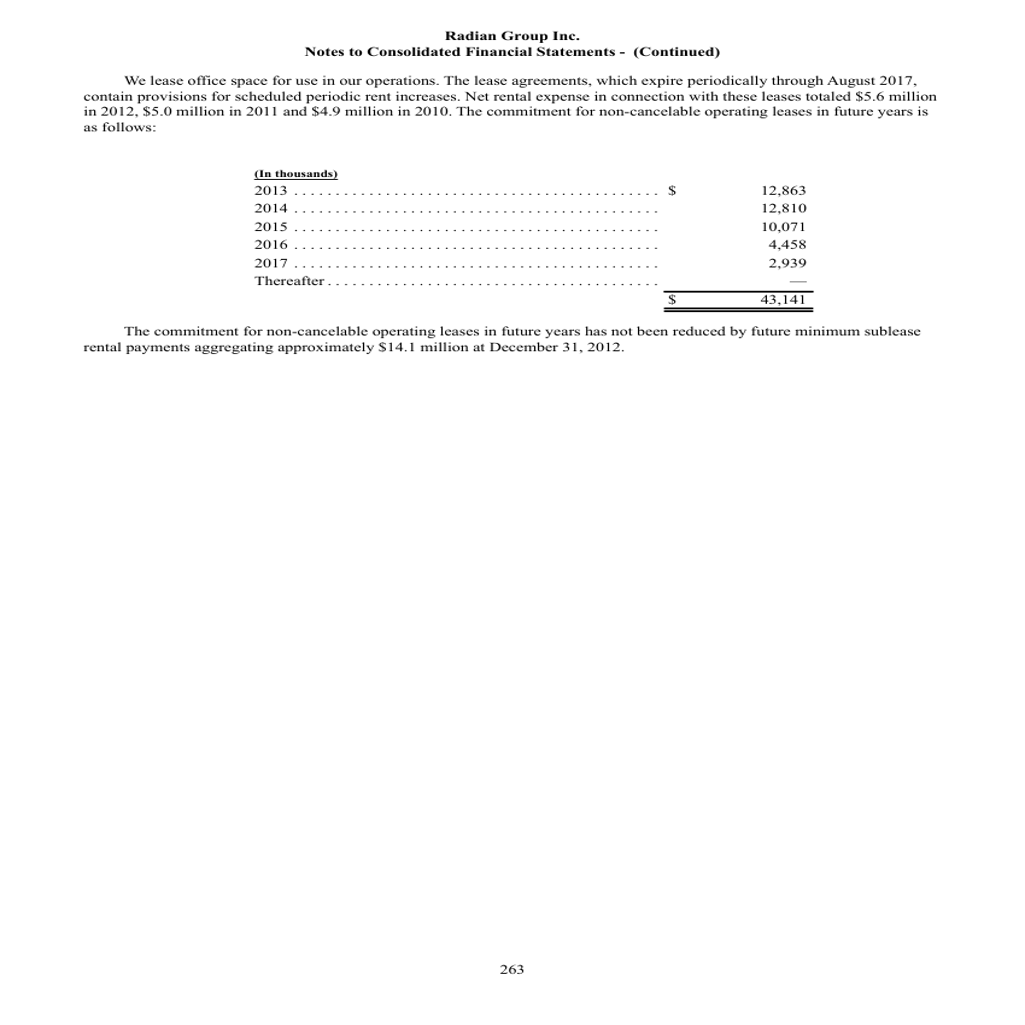 Radian Group Inc.
Notes to Consolidated Financial Statements - (Continued)
We lease office space for use in our operations. The lease agreements, which expire periodically through August 2017,
contain provisions for scheduled periodic rent increases. Net rental expense in connection with these leases totaled $5.6 million
in 2012, $5.0 million in 2011 and $4.9 million in 2010. The commitment for non-cancelable operating leases in future years is
as follows:
(In thousands)
2013 . . . . . . . . . . . . . . . . . . . . . . . . . . . . . . . . . . . . . . . . . . . $ 12,863
2014 . . . . . . . . . . . . . . . . . . . . . . . . . . . . . . . . . . . . . . . . . . . 12,810
2015 . . . . . . . . . . . . . . . . . . . . . . . . . . . . . . . . . . . . . . . . . . . 10,071
2016 . . . . . . . . . . . . . . . . . . . . . . . . . . . . . . . . . . . . . . . . . . . 4,458
2017 . . . . . . . . . . . . . . . . . . . . . . . . . . . . . . . . . . . . . . . . . . . 2,939
Thereafter . . . . . . . . . . . . . . . . . . . . . . . . . . . . . . . . . . . . . . . —
$ 43,141
The commitment for non-cancelable operating leases in future years has not been reduced by future minimum sublease
rental payments aggregating approximately $14.1 million at December 31, 2012.
263